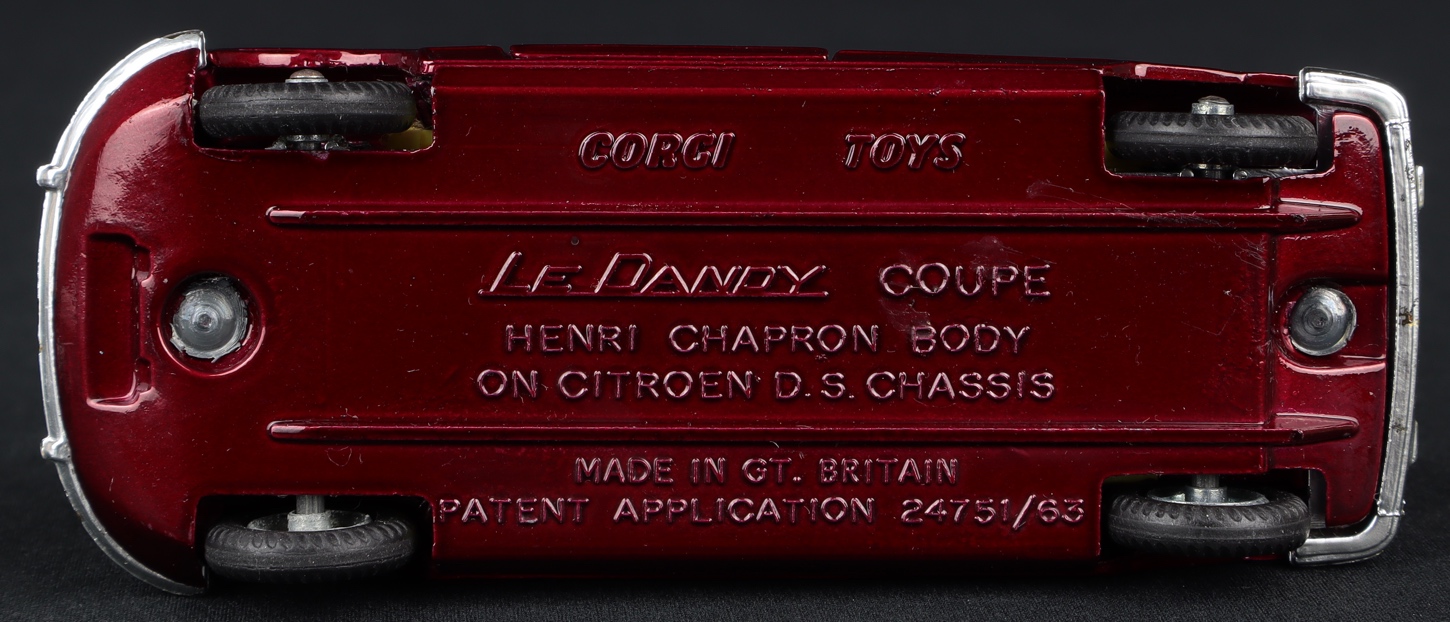 CORGI TOYS
LE DANDY COUPE
HENRI CHAPRON BODY
ON CITROEN D.S. CHASSIS
MADE IN GT. BRITAIN
PATENT APPLICATION 24751/63